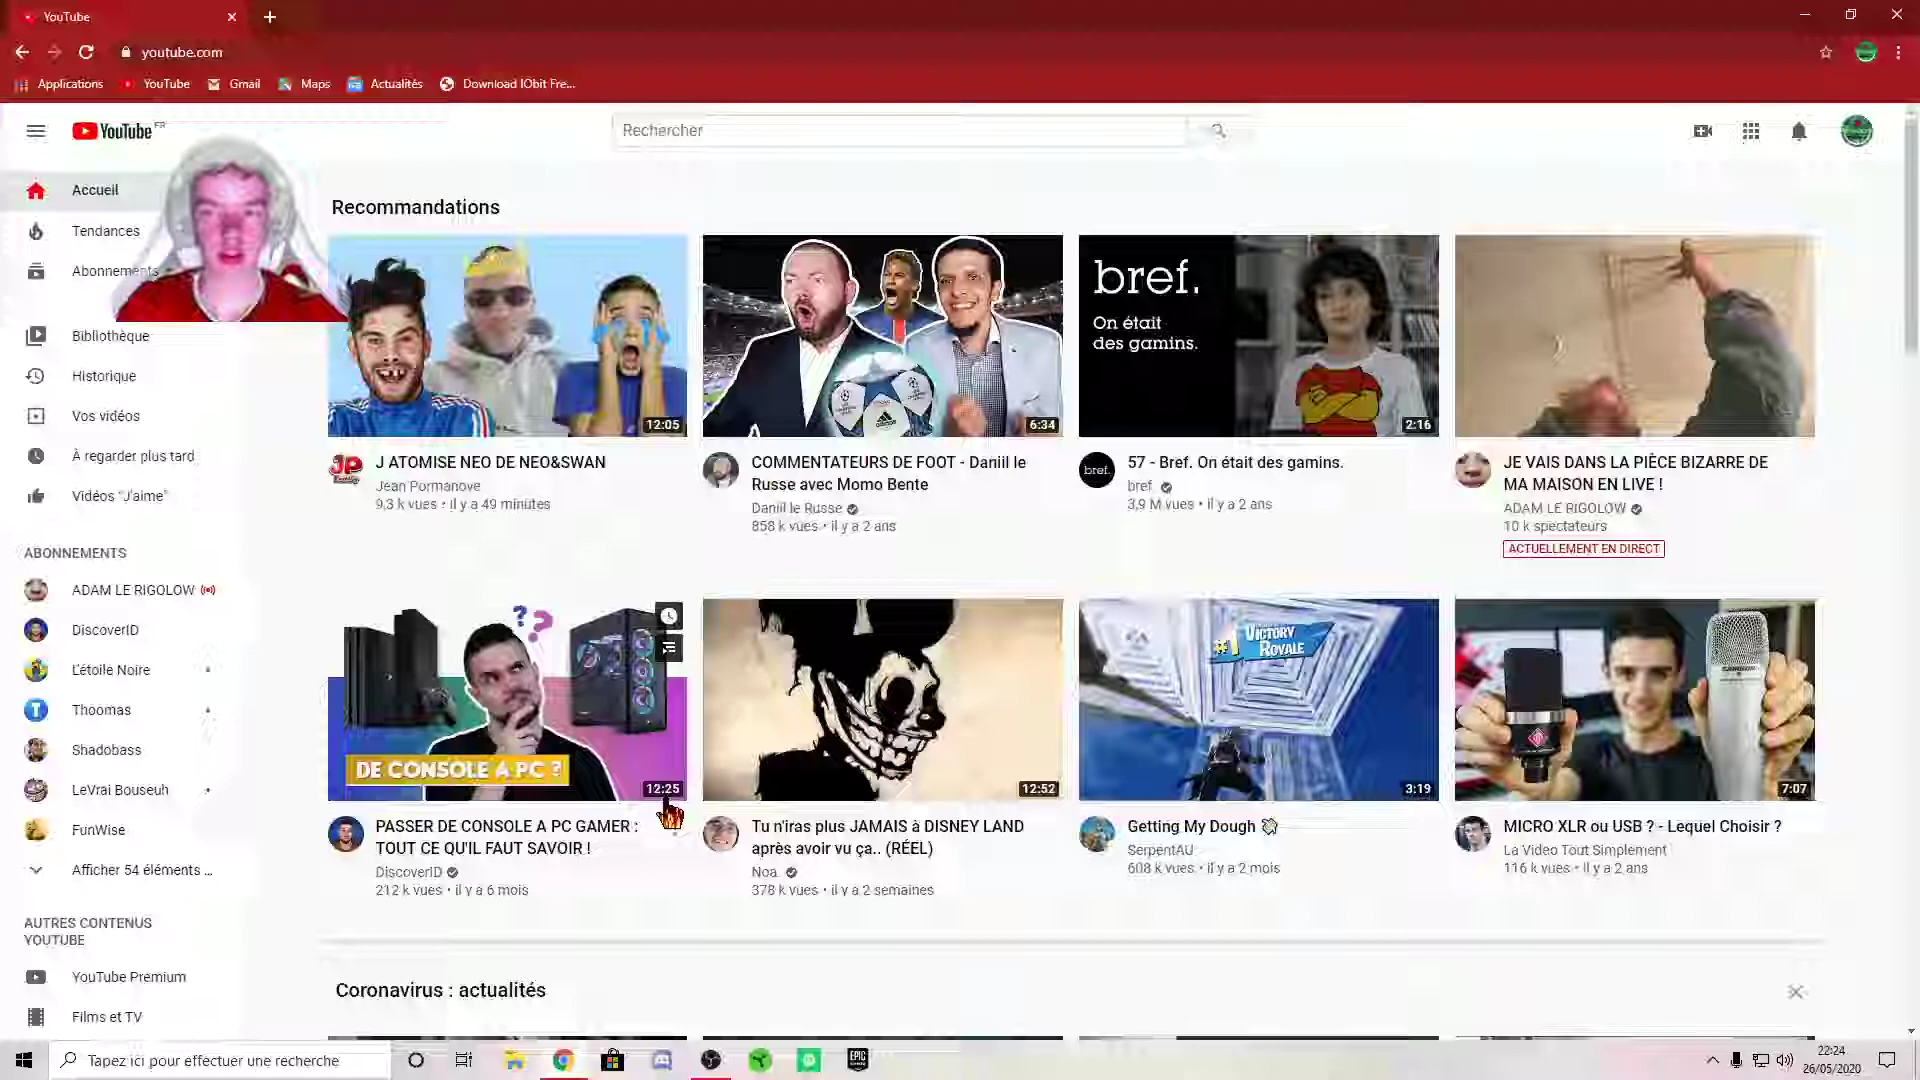 YouTube
youtube.com
Applications
YouTube
Gmail
Maps
Actualités
Download IObit Fre...
YouTube FR
Rechercher
Accueil
Tendances
Abonnements
Bibliothèque
Historique
Vos vidéos
À regarder plus tard
Vidéos "J'aime"
ABONNEMENTS
ADAM LE RIGOLOW
DiscoverID
L'étoile Noire
Thoomas
Shadobass
LeVrai Bouseuh
FunWise
Afficher 54 éléments ...
AUTRES CONTENUS
YOUTUBE
YouTube Premium
Films et TV
Recommandations
12:05
J ATOMISE NEO DE NEO&SWAN
Jean Pormanove
9,3 k vues • il y a 49 minutes
6:34
COMMENTATEURS DE FOOT - Daniil le
Russe avec Momo Bente
Daniil le Russe
858 k vues • il y a 2 ans
bref.
On était
des gamins.
2:16
bref.
57 - Bref. On était des gamins.
bref
3,9 M vues • il y a 2 ans
JE VAIS DANS LA PIÈCE BIZARRE DE
MA MAISON EN LIVE !
ADAM LE RIGOLOW
10 k spectateurs
ACTUELLEMENT EN DIRECT
DE CONSOLE A PC ?
12:25
PASSER DE CONSOLE A PC GAMER :
TOUT CE QU'IL FAUT SAVOIR !
DiscoverID
212 k vues • il y a 6 mois
12:52
Tu n'iras plus JAMAIS à DISNEY LAND
après avoir vu ça.. (RÉEL)
Noa.
378 k vues • il y a 2 semaines
#1 VICTORY
ROYALE
3:19
Getting My Dough
SerpentAU
608 k vues • il y a 2 mois
7:07
MICRO XLR ou USB ? - Lequel Choisir ?
La Video Tout Simplement
116 k vues • il y a 2 ans
Coronavirus : actualités
Tapez ici pour effectuer une recherche
EPIC
22:24
26/05/2020